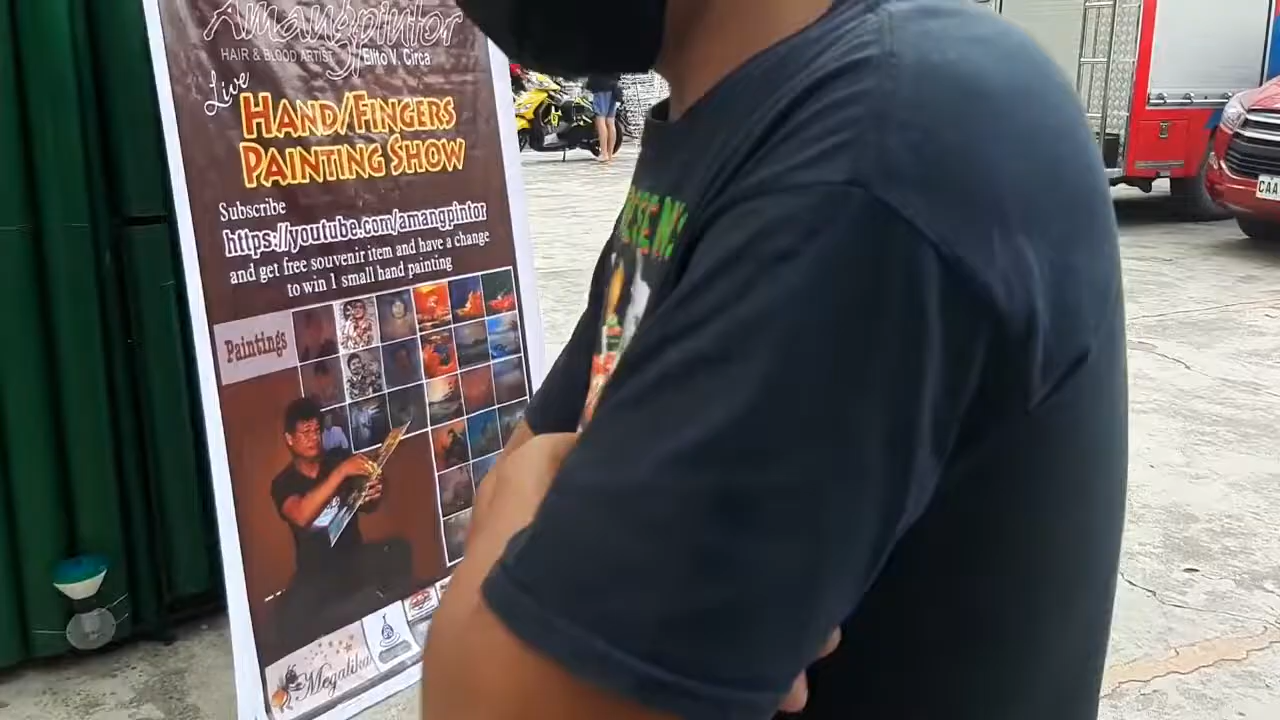 Amangpintor
HAIR & BLOOD ARTIST Elito V. Circa
Live
HAND/FINGERS
PAINTING SHOW
Subscribe
https://youtube.com/amangpintor
and get free souvenir item and have a change
to win 1 small hand painting
Paintings
Megalika
CAA